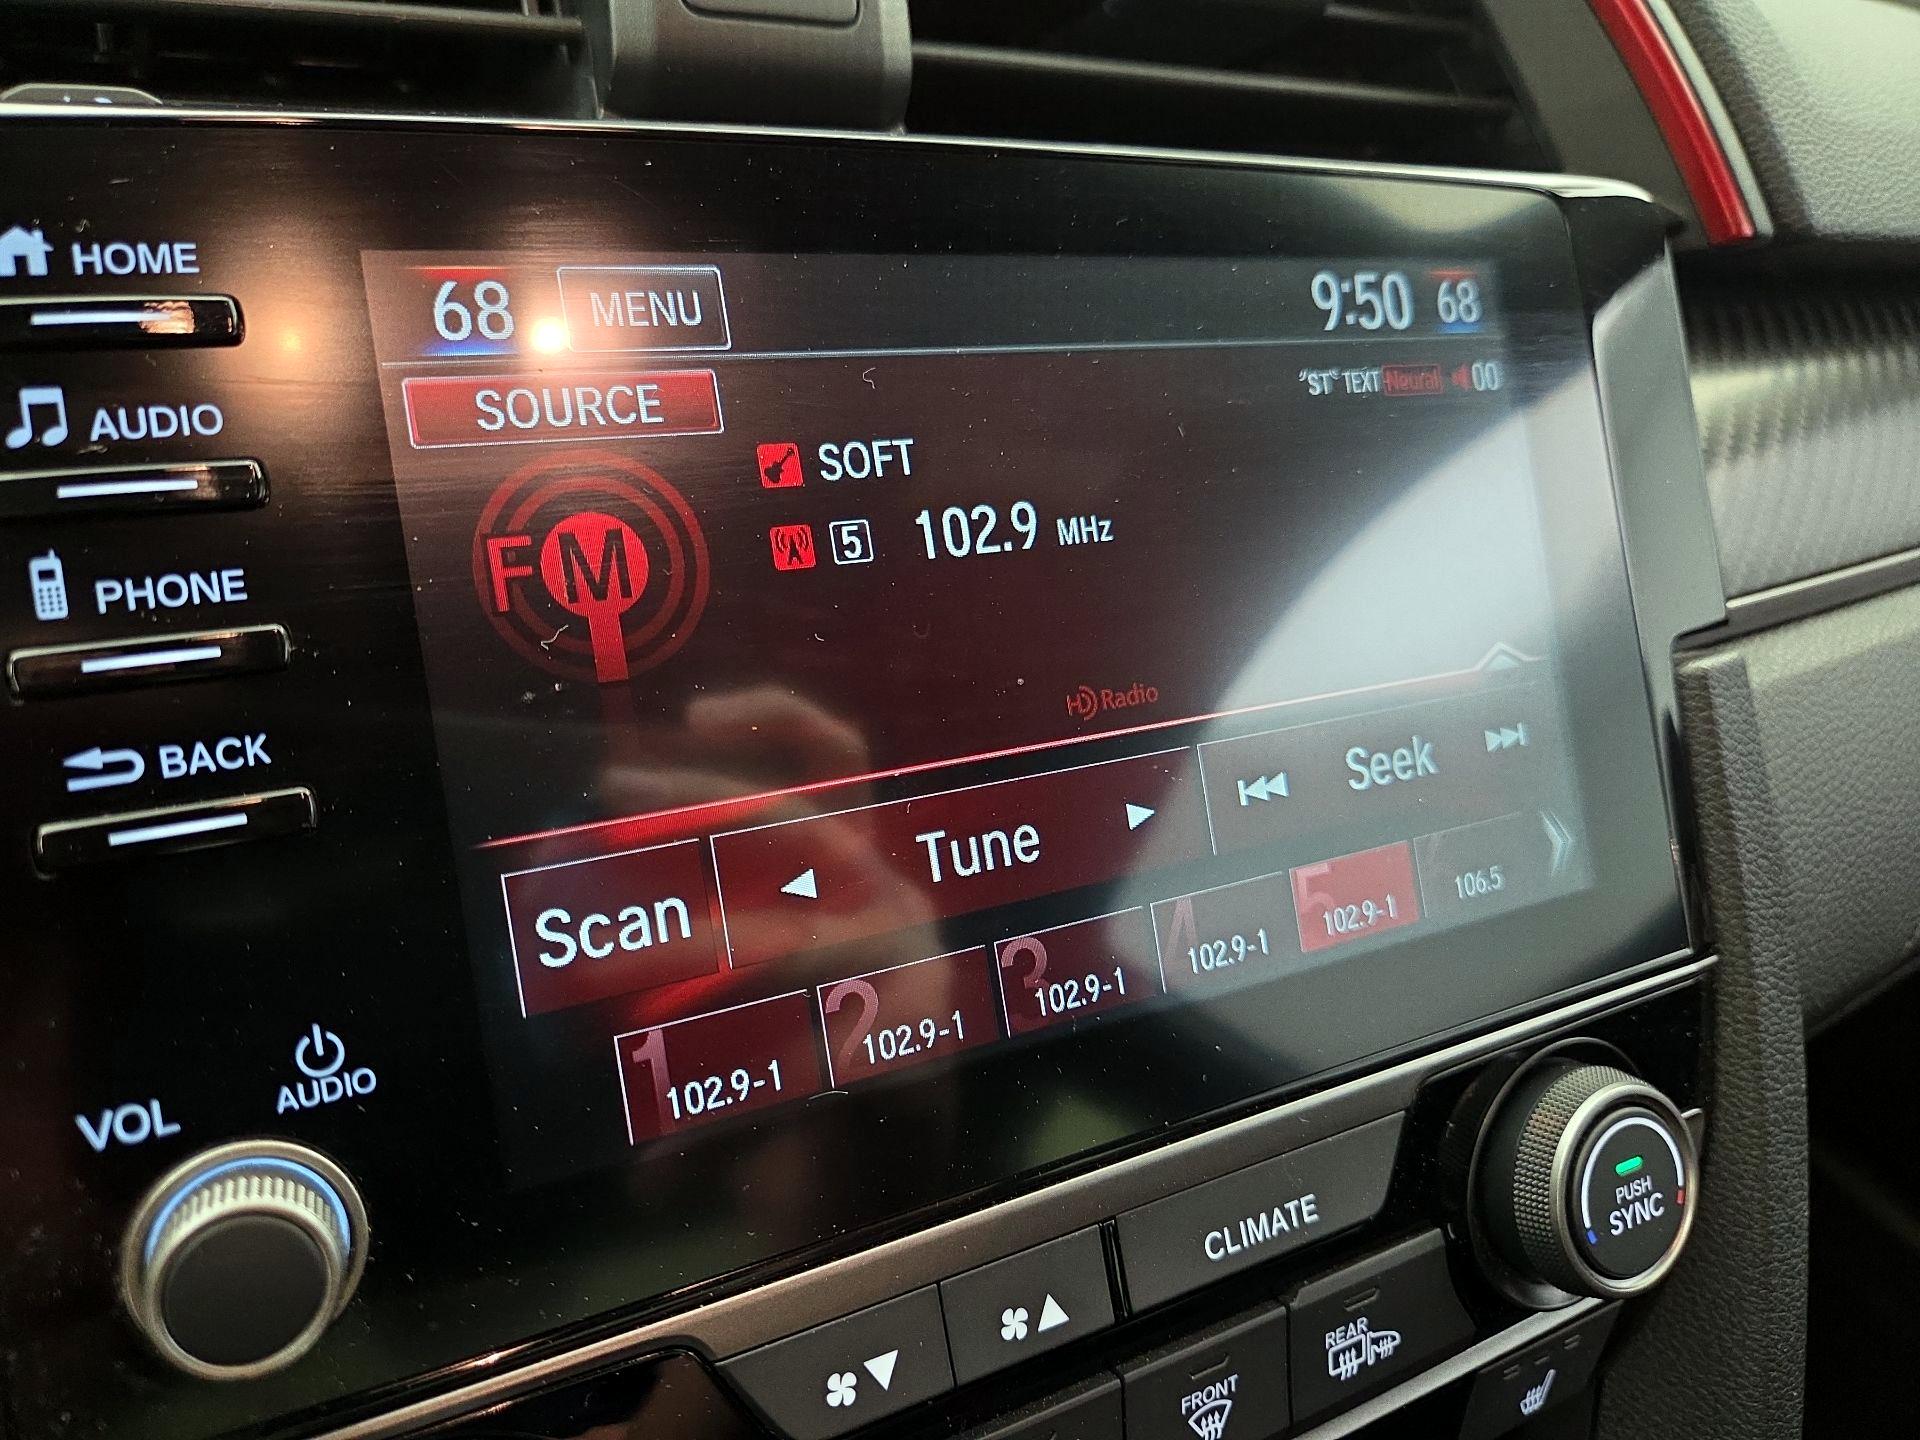 HOME
AUDIO
PHONE
BACK
VOL
AUDIO
68
MENU
9:50
68
SOURCE
"ST" TEXT Neural 00
FM
SOFT
5 102.9 MHz
HD Radio
Scan
Tune
Seek
1 102.9-1
2 102.9-1
3 102.9-1
4 102.9-1
5 102.9-1
106.5
CLIMATE
PUSH
SYNC
FRONT
REAR